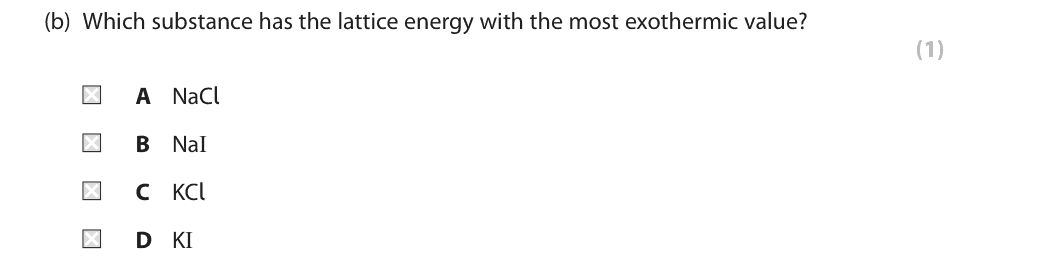 (b) Which substance has the lattice energy with the most exothermic value?
(1)
A NaCl
B NaI
C KCl
D KI